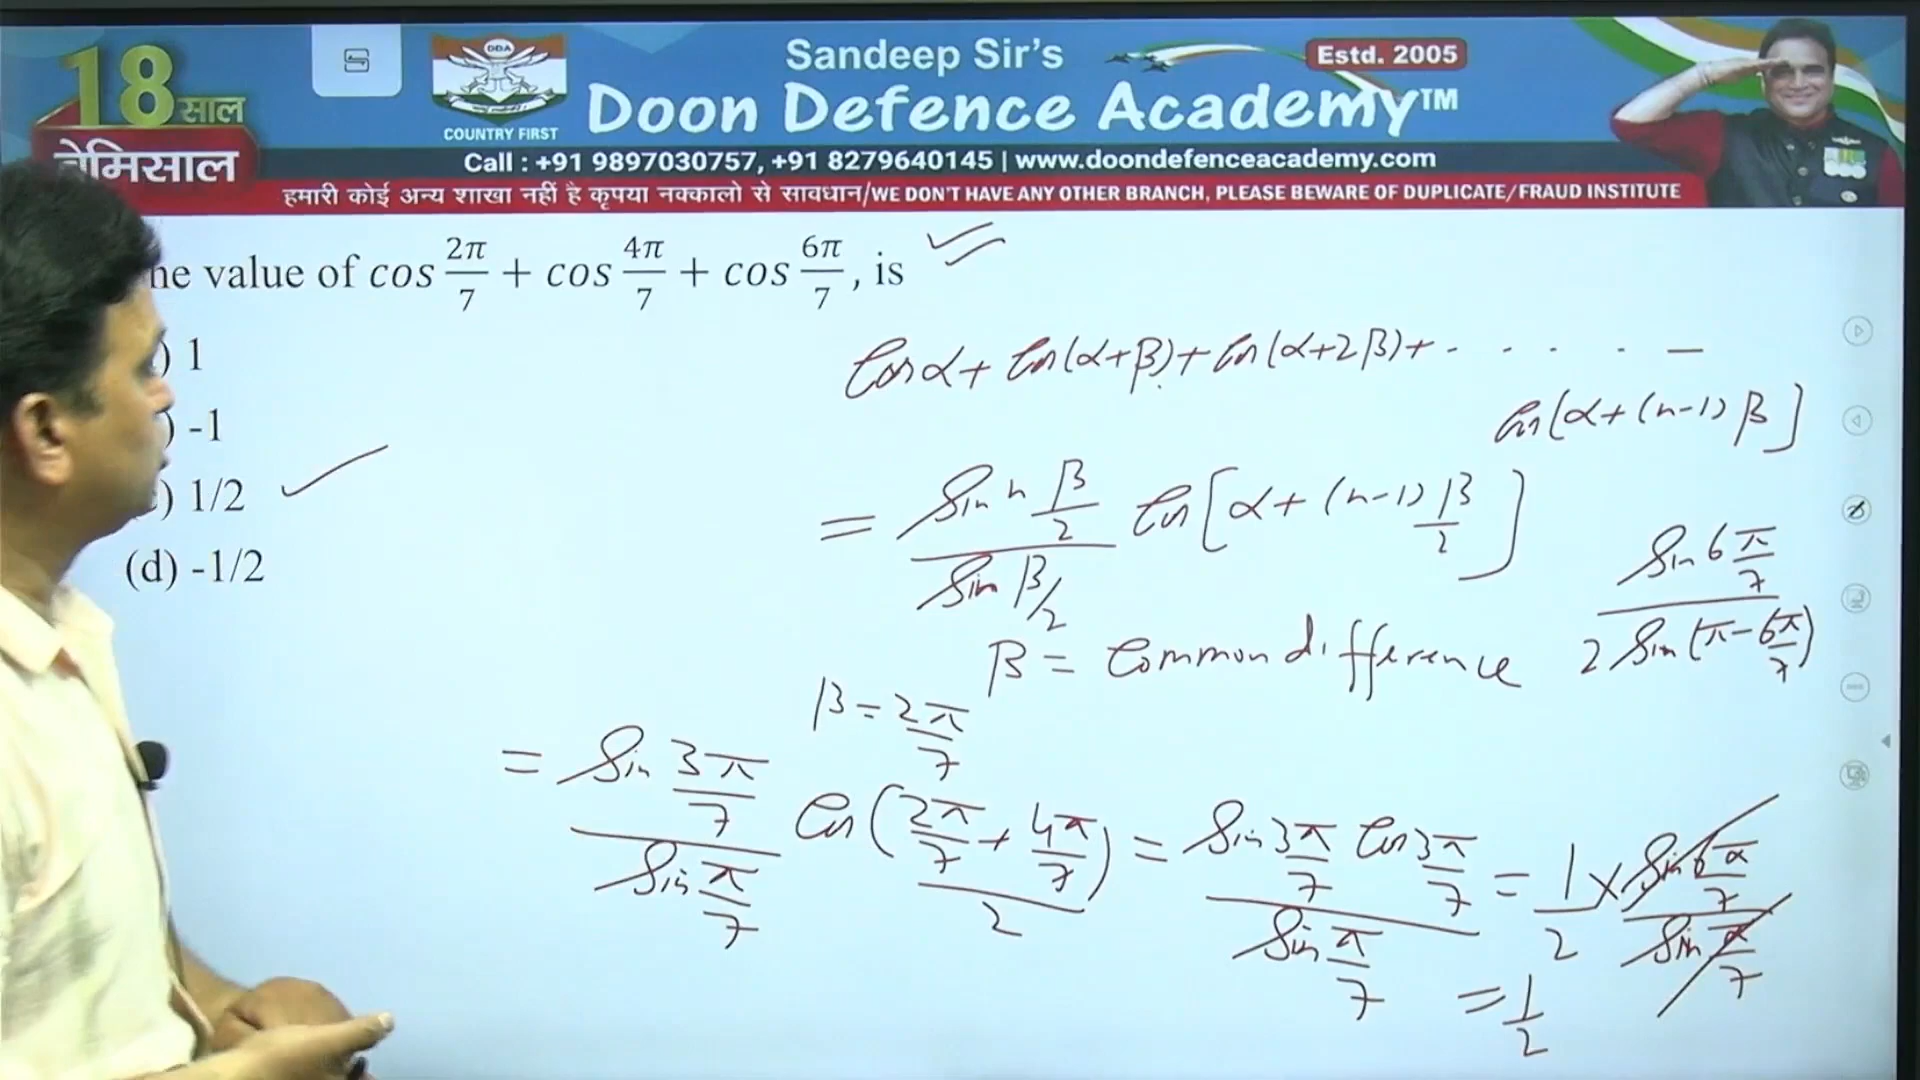 18 साल
बेमिसाल
DDA
COUNTRY FIRST
Sandeep Sir's
Estd. 2005
Doon Defence Academy™
Call : +91 9897030757, +91 8279640145 | www.doondefenceacademy.com
हमारी कोई अन्य शाखा नहीं है कृपया नक्कालो से सावधान/WE DON'T HAVE ANY OTHER BRANCH, PLEASE BEWARE OF DUPLICATE/FRAUD INSTITUTE
he value of cos 2π/7 + cos 4π/7 + cos 6π/7, is
) 1
) -1
) 1/2
(d) -1/2
Cos α + Cos(α+β) + Cos(α+2β) + . . . . . —
Cos[α+(n-1)β]
= Sin n β/2 / Sin β/2 Cos[α+(n-1)β/2]
Sin 6π/7 / 2 Sin(π-6π/7)
β = Common difference
β = 2π/7
= Sin 3π/7 / Sin π/7 Cos(2π/7 + 4π/7 / 2) = Sin 3π/7 Cos 3π/7 / Sin π/7 = 1/2 × Sin 6π/7 / Sin π/7
= 1/2